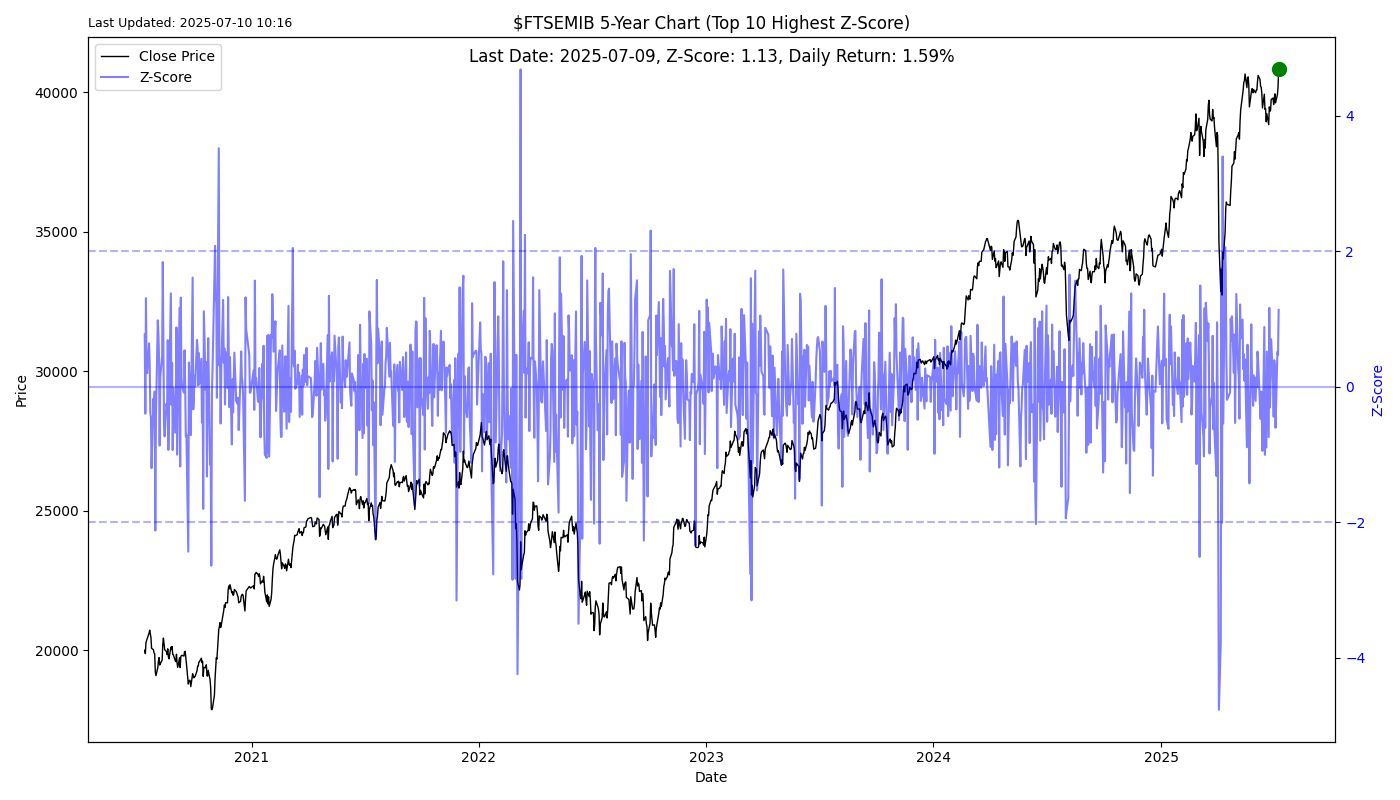 Last Updated: 2025-07-10 10:16
$FTSEMIB 5-Year Chart (Top 10 Highest Z-Score)
Last Date: 2025-07-09, Z-Score: 1.13, Daily Return: 1.59%
Close Price
Z-Score
40000
35000
30000
25000
20000
Price
4
2
0
−2
−4
Z-Score
2021
2022
2023
2024
2025
Date